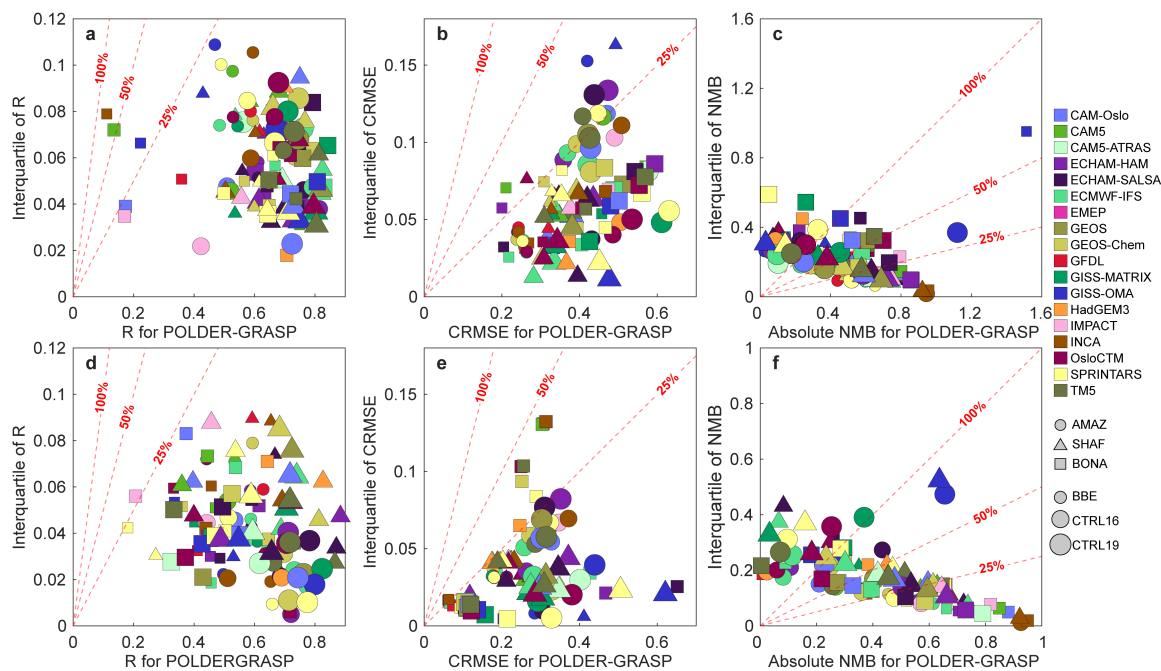 a
100%
50%
25%
0.12
0.1
0.08
0.06
0.04
0.02
0
Interquartile of R
0
0.2
0.4
0.6
0.8
R for POLDER-GRASP
b
100%
50%
25%
0.15
0.1
0.05
0
Interquartile of CRMSE
0
0.2
0.4
0.6
CRMSE for POLDER-GRASP
c
100%
50%
25%
1.6
1.2
0.8
0.4
0
Interquartile of NMB
0
0.4
0.8
1.2
1.6
Absolute NMB for POLDER-GRASP
d
100%
50%
25%
0.12
0.1
0.08
0.06
0.04
0.02
0
Interquartile of R
0
0.2
0.4
0.6
0.8
R for POLDERGRASP
e
100%
50%
25%
0.15
0.1
0.05
0
Interquartile of CRMSE
0
0.2
0.4
0.6
CRMSE for POLDER-GRASP
f
100%
50%
25%
1
0.8
0.6
0.4
0.2
0
Interquartile of NMB
0
0.2
0.4
0.6
0.8
1
Absolute NMB for POLDER-GRASP
CAM-Oslo
CAM5
CAM5-ATRAS
ECHAM-HAM
ECHAM-SALSA
ECMWF-IFS
EMEP
GEOS
GEOS-Chem
GFDL
GISS-MATRIX
GISS-OMA
HadGEM3
IMPACT
INCA
OsloCTM
SPRINTARS
TM5
AMAZ
SHAF
BONA
BBE
CTRL16
CTRL19